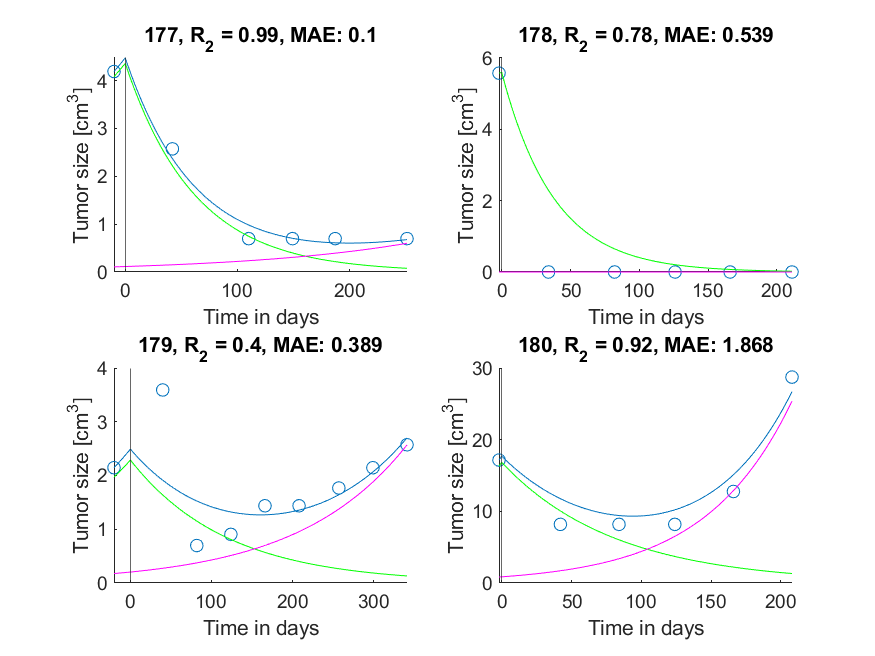 177, R2 = 0.99, MAE: 0.1
Tumor size [cm3]
4
3
2
1
0
0
100
200
Time in days
178, R2 = 0.78, MAE: 0.539
Tumor size [cm3]
6
4
2
0
0
50
100
150
200
Time in days
179, R2 = 0.4, MAE: 0.389
Tumor size [cm3]
4
3
2
1
0
0
100
200
300
Time in days
180, R2 = 0.92, MAE: 1.868
Tumor size [cm3]
30
20
10
0
0
50
100
150
200
Time in days